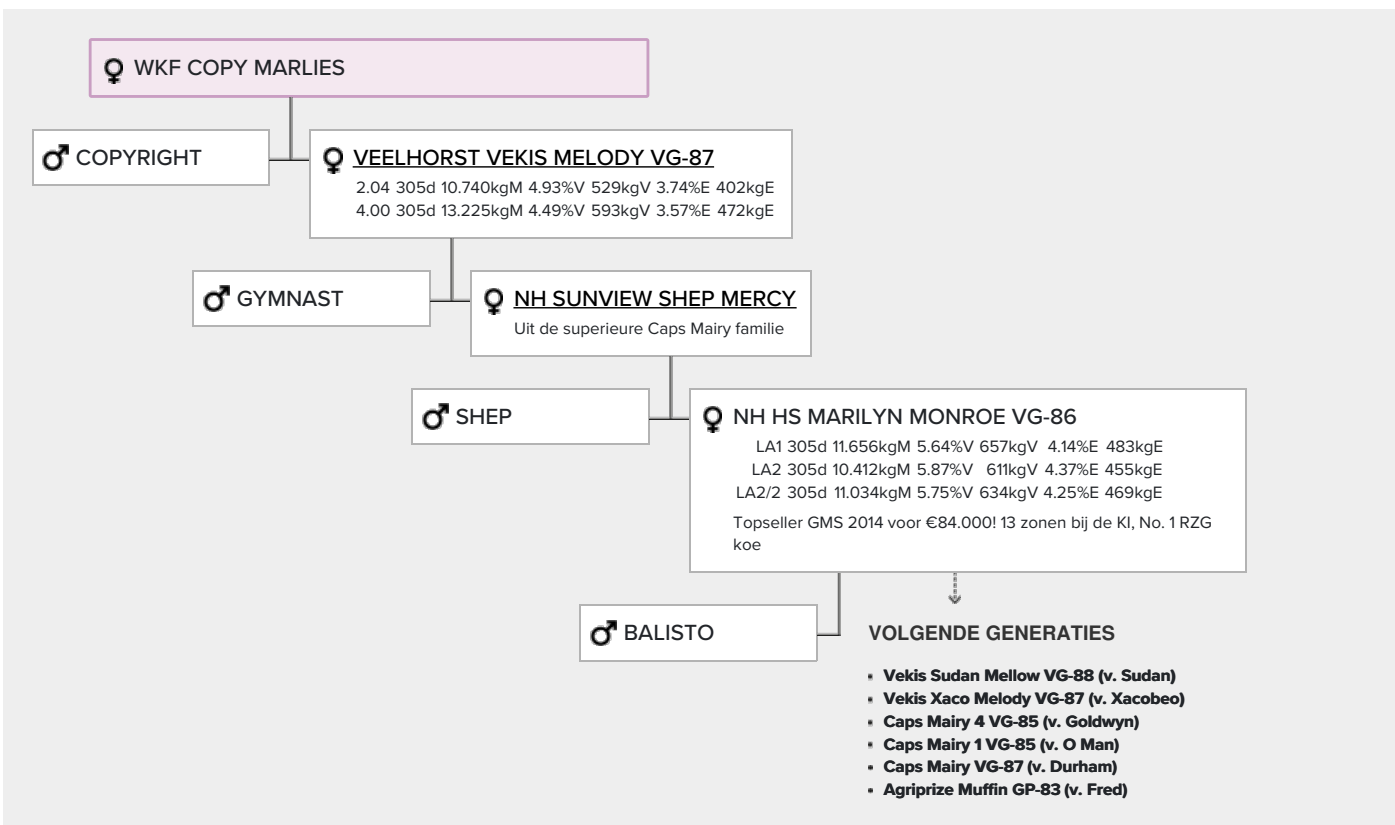 WKF COPY MARLIES
COPYRIGHT
VEELHORST VEKIS MELODY VG-87
2.04 305d 10.740kgM 4.93%V 529kgV 3.74%E 402kgE
4.00 305d 13.225kgM 4.49%V 593kgV 3.57%E 472kgE
GYMNAST
NH SUNVIEW SHEP MERCY
Uit de superieure Caps Mairy familie
SHEP
NH HS MARILYN MONROE VG-86
LA1 305d 11.656kgM 5.64%V 657kgV 4.14%E 483kgE
LA2 305d 10.412kgM 5.87%V 611kgV 4.37%E 455kgE
LA2/2 305d 11.034kgM 5.75%V 634kgV 4.25%E 469kgE
Topseller GMS 2014 voor €84.000! 13 zonen bij de KI, No. 1 RZG
koe
BALISTO
VOLGENDE GENERATIES
▪ Vekis Sudan Mellow VG-88 (v. Sudan)
▪ Vekis Xaco Melody VG-87 (v. Xacobeo)
▪ Caps Mairy 4 VG-85 (v. Goldwyn)
▪ Caps Mairy 1 VG-85 (v. O Man)
▪ Caps Mairy VG-87 (v. Durham)
▪ Agriprize Muffin GP-83 (v. Fred)